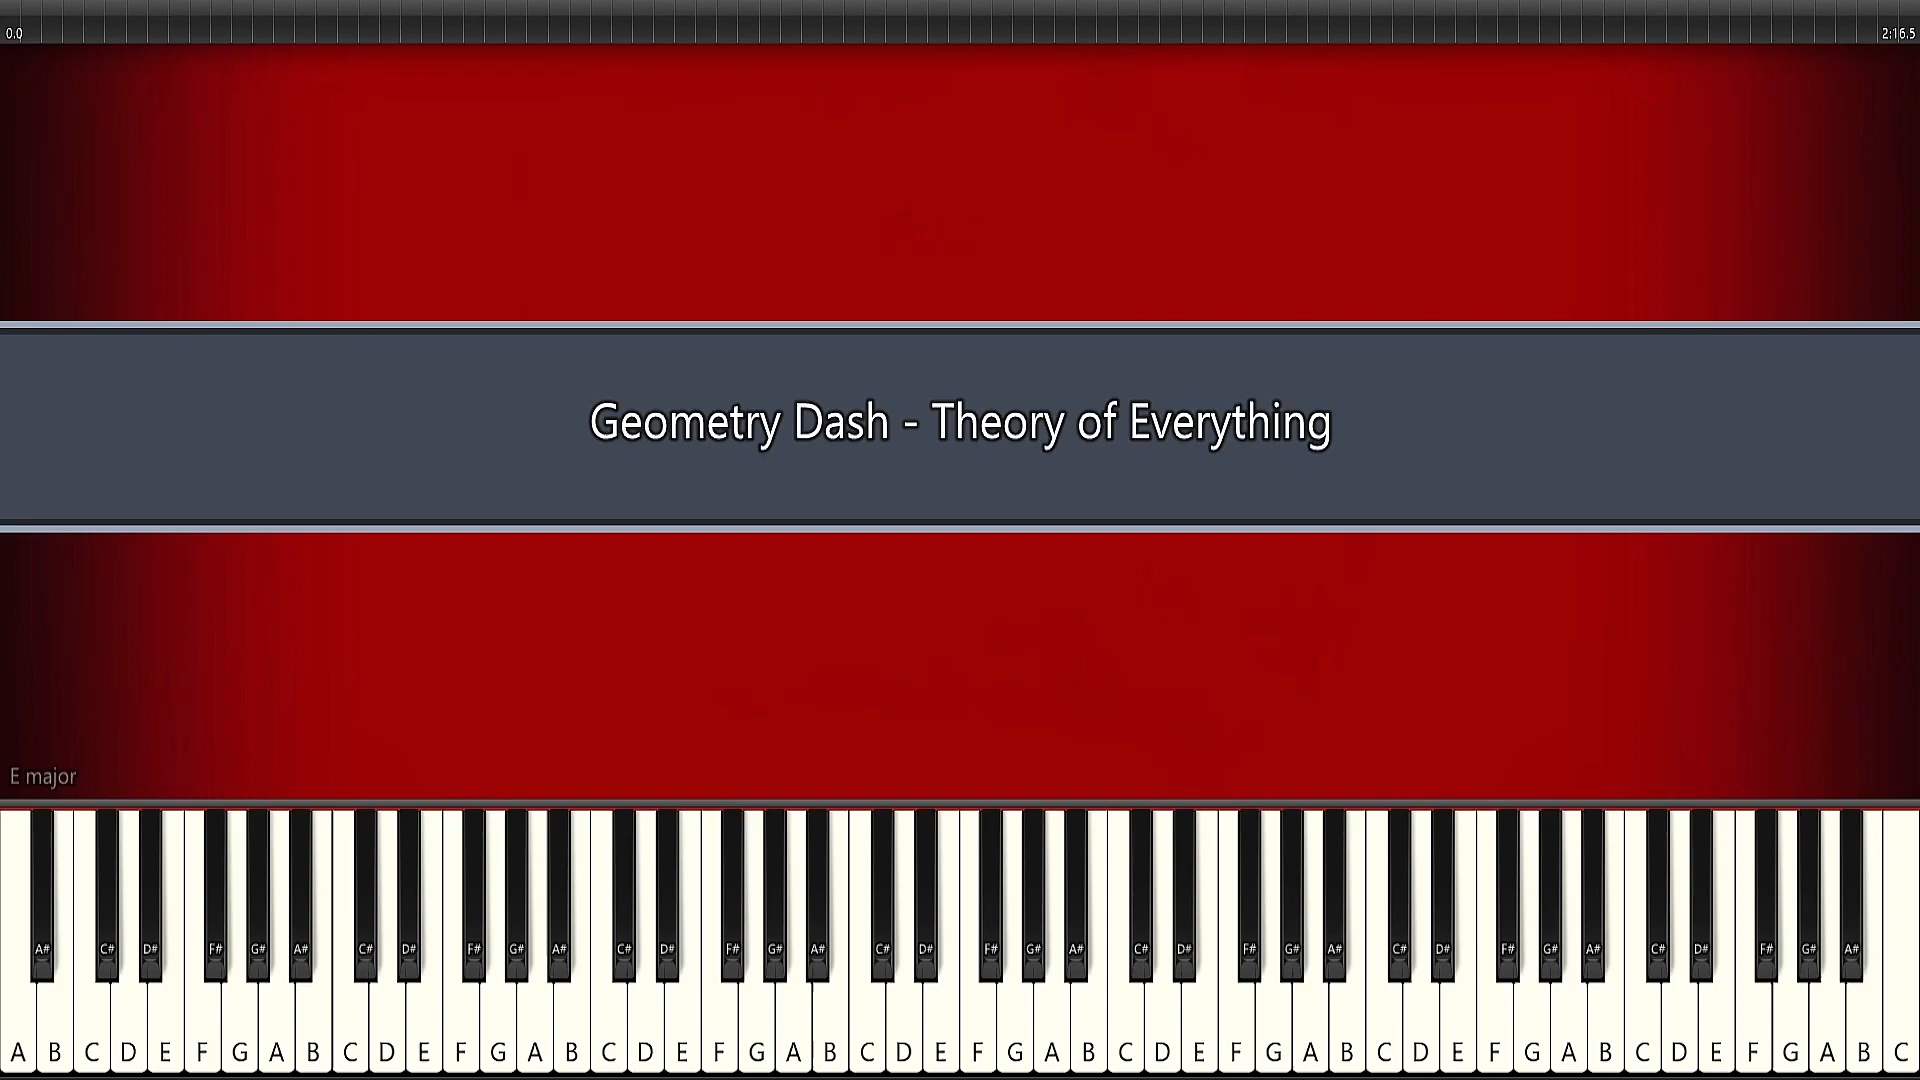 0.0 2:16.5
Geometry Dash - Theory of Everything
E major
A# C# D# F# G# A# C# D# F# G# A# C# D# F# G# A# C# D# F# G# A# C# D# F# G# A# C# D# F# G# A# C# D# F# G# A#
A B C D E F G A B C D E F G A B C D E F G A B C D E F G A B C D E F G A B C D E F G A B C D E F G A B C